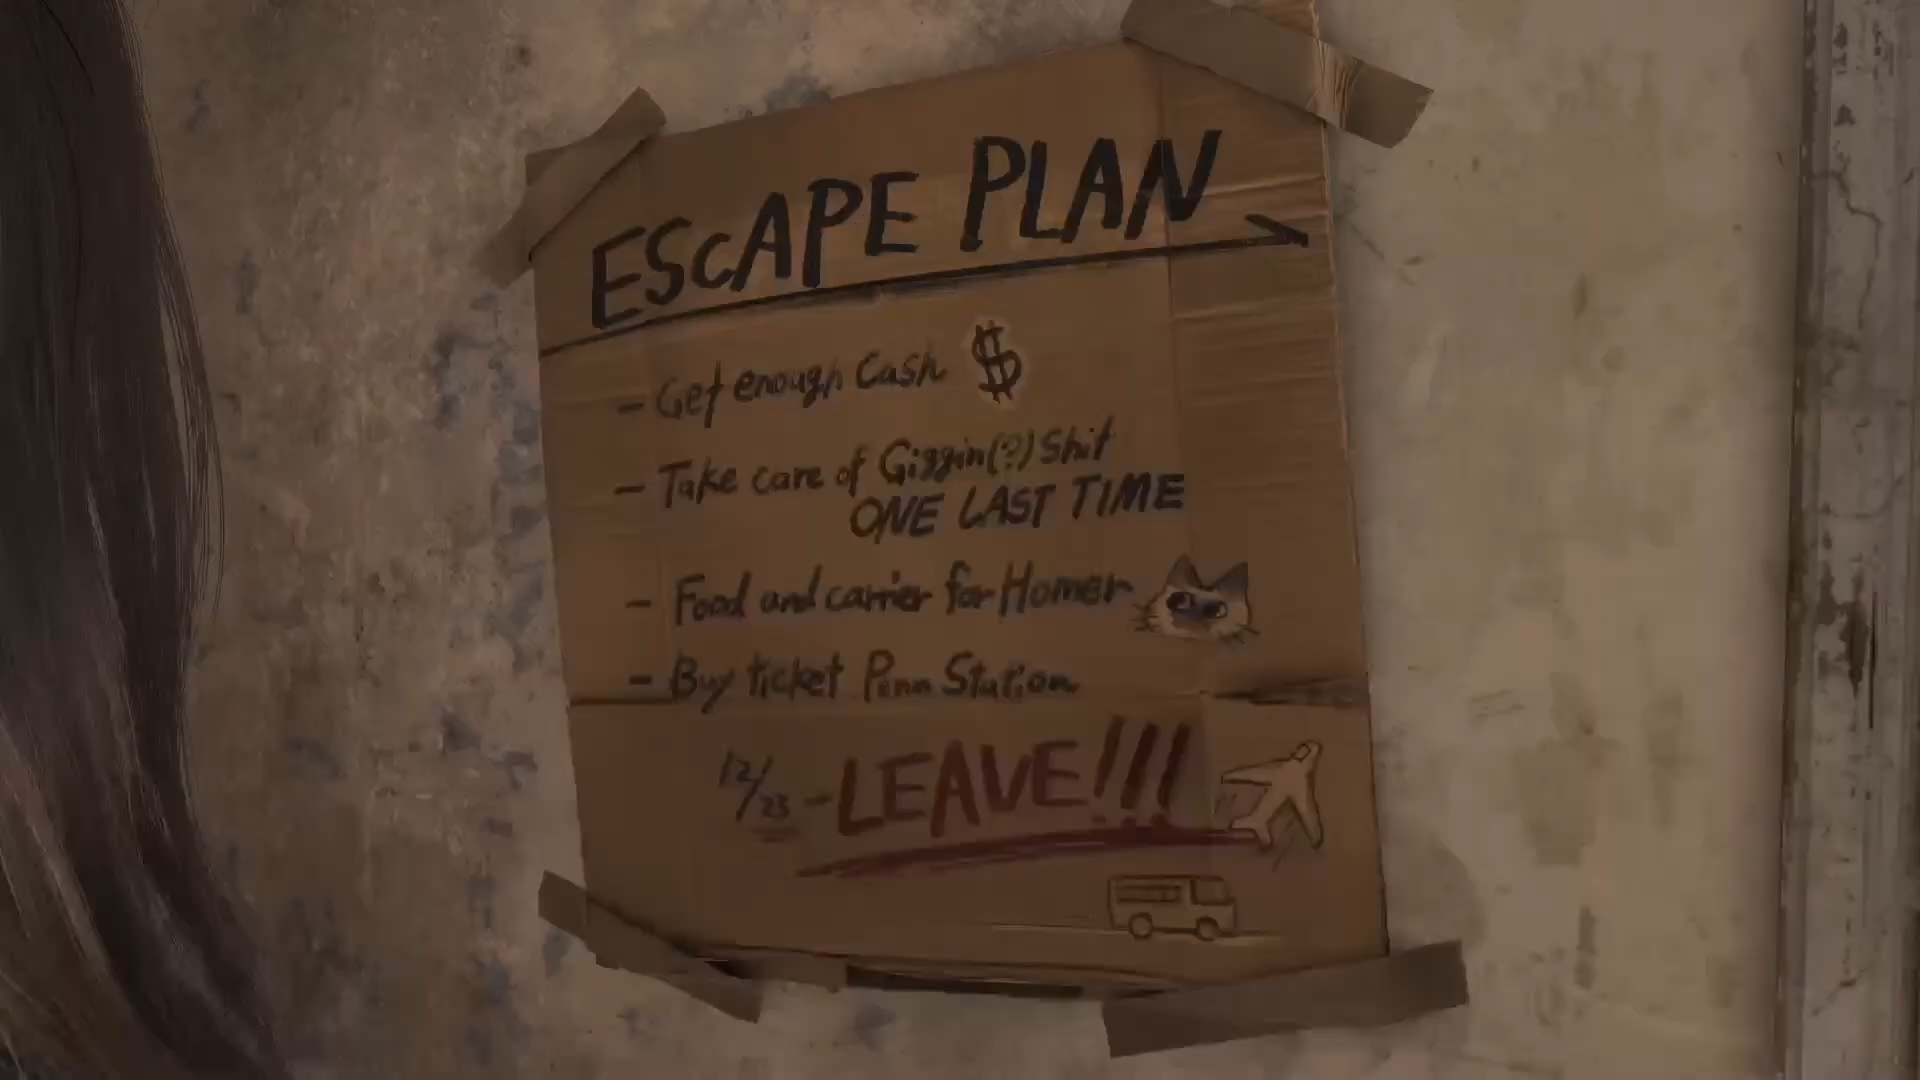 ESCAPE PLAN
- Get enough Cash $
- Take care of Giggin(?) Shit
ONE LAST TIME
- Food and carrier for Homer
- Buy ticket Penn Station
12/23 - LEAVE!!!